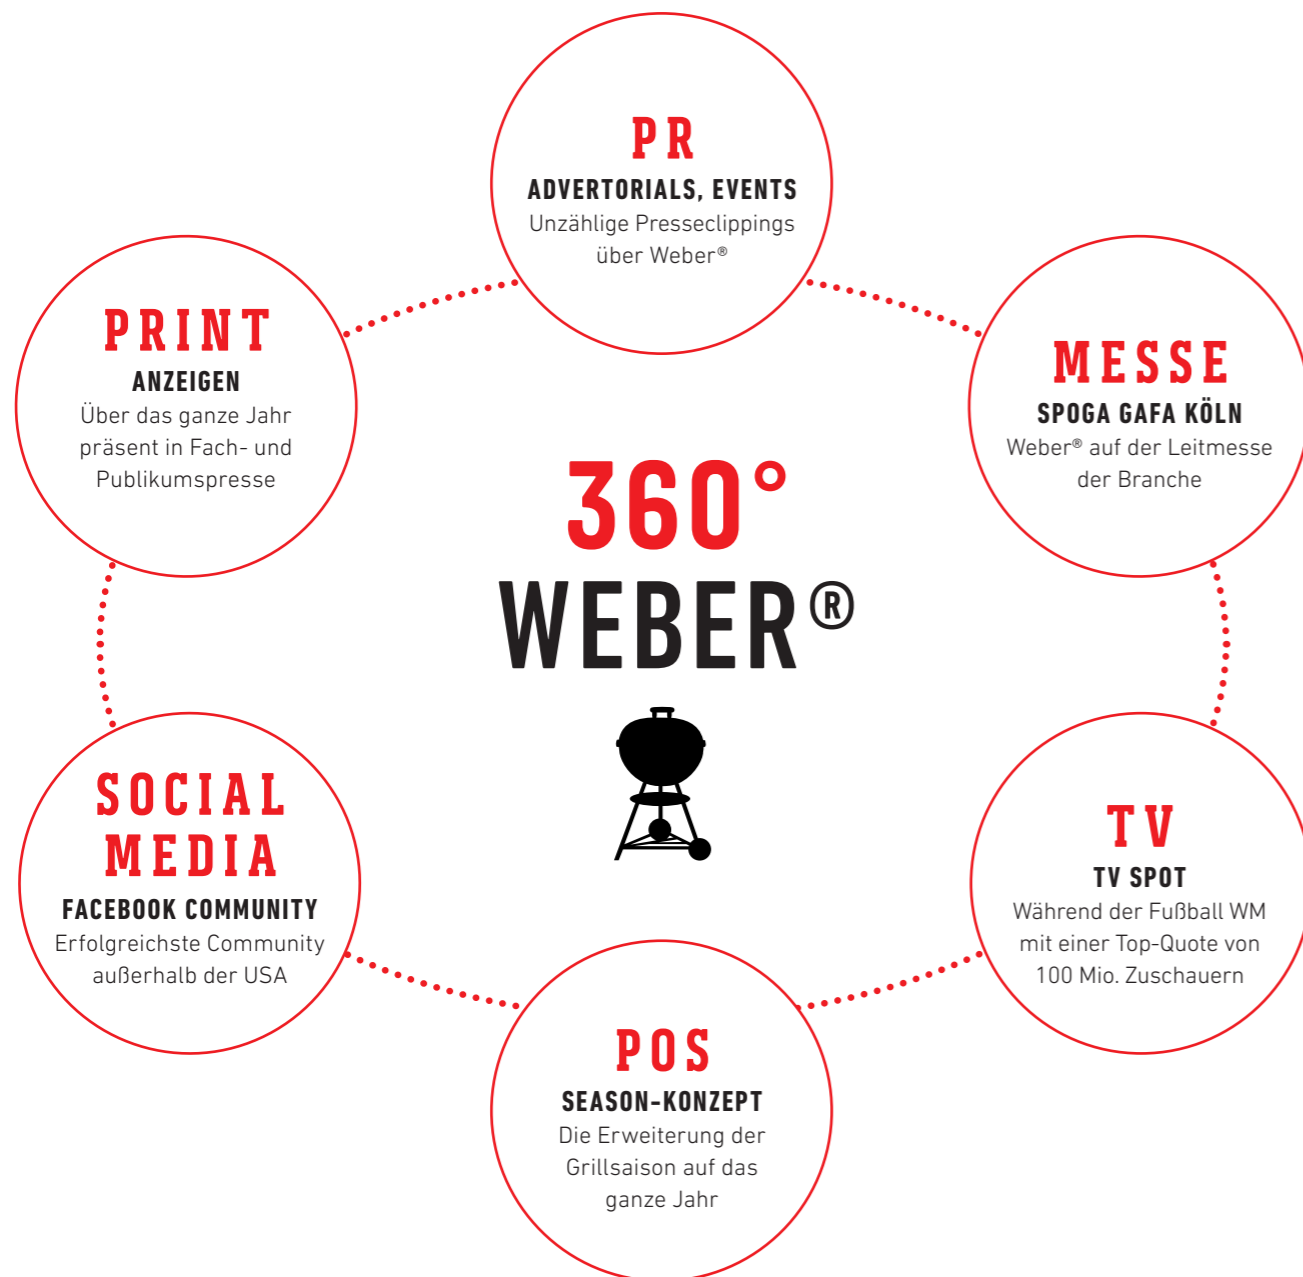 PR
ADVERTORIALS, EVENTS
Unzählige Presseclippings
über Weber®
PRINT
ANZEIGEN
Über das ganze Jahr
präsent in Fach- und
Publikumspresse
MESSE
SPOGA GAFA KÖLN
Weber® auf der Leitmesse
der Branche
360°
WEBER®
SOCIAL
MEDIA
FACEBOOK COMMUNITY
Erfolgreichste Community
außerhalb der USA
TV
TV SPOT
Während der Fußball WM
mit einer Top-Quote von
100 Mio. Zuschauern
POS
SEASON-KONZEPT
Die Erweiterung der
Grillsaison auf das
ganze Jahr